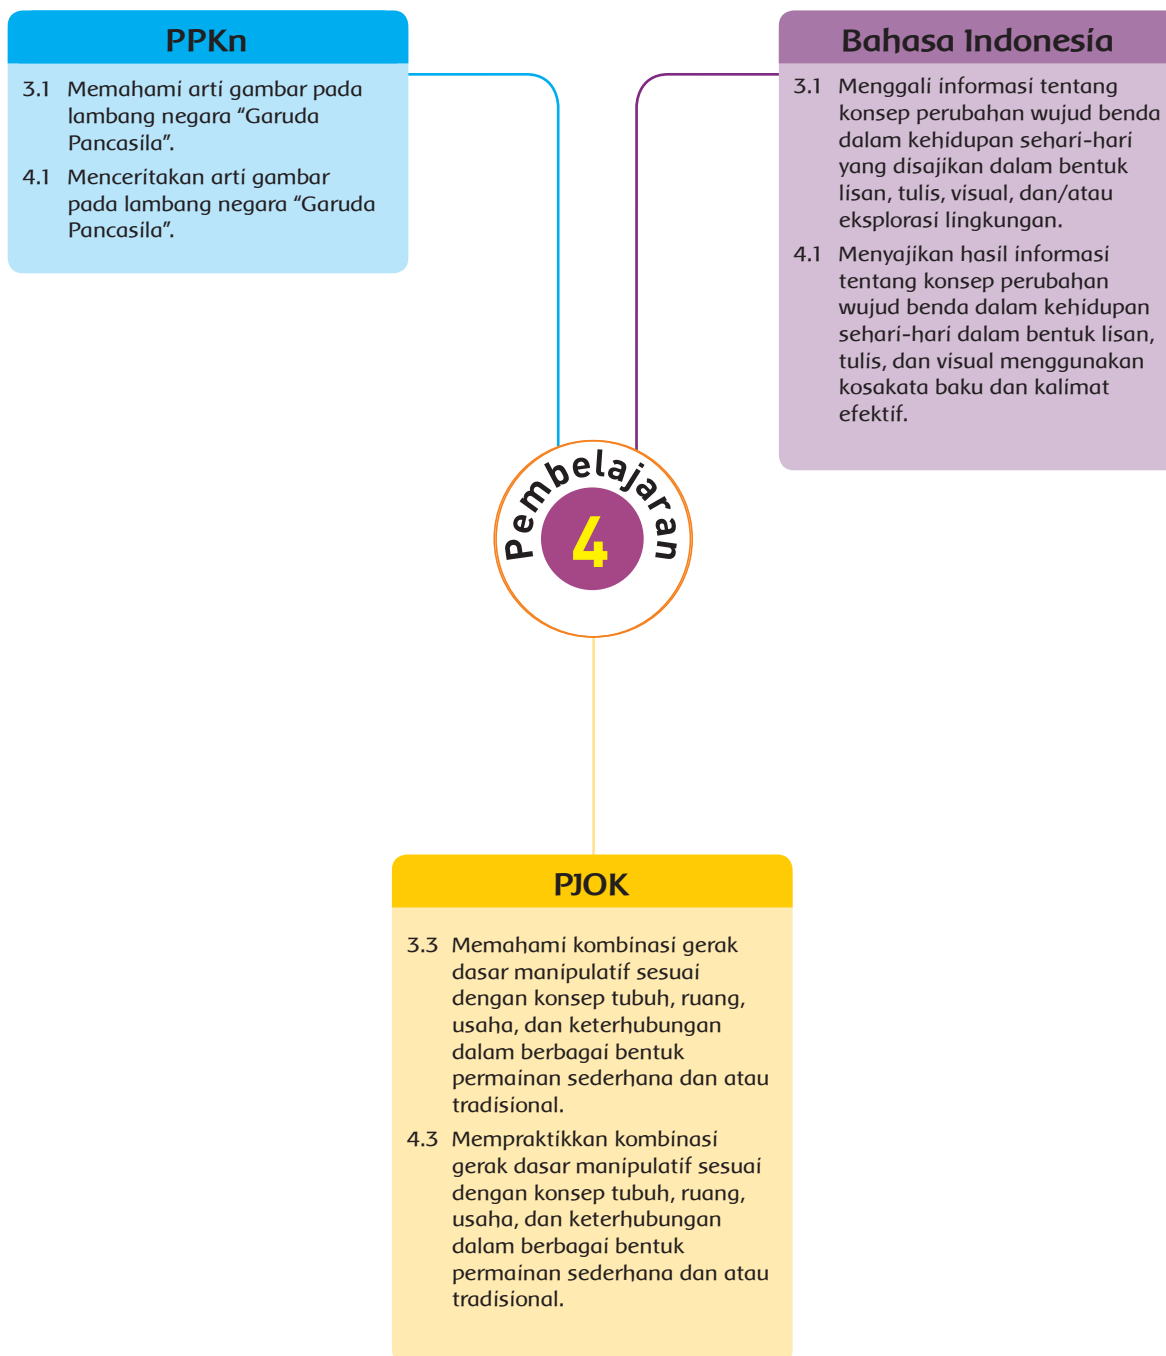 PPKn
3.1 Memahami arti gambar pada
lambang negara “Garuda
Pancasila”.
4.1 Menceritakan arti gambar
pada lambang negara “Garuda
Pancasila”.
Bahasa Indonesia
3.1 Menggali informasi tentang
konsep perubahan wujud benda
dalam kehidupan sehari-hari
yang disajikan dalam bentuk
lisan, tulis, visual, dan/atau
eksplorasi lingkungan.
4.1 Menyajikan hasil informasi
tentang konsep perubahan
wujud benda dalam kehidupan
sehari-hari dalam bentuk lisan,
tulis, dan visual menggunakan
kosakata baku dan kalimat
efektif.
Pembelajaran
4
PJOK
3.3 Memahami kombinasi gerak
dasar manipulatif sesuai
dengan konsep tubuh, ruang,
usaha, dan keterhubungan
dalam berbagai bentuk
permainan sederhana dan atau
tradisional.
4.3 Mempraktikkan kombinasi
gerak dasar manipulatif sesuai
dengan konsep tubuh, ruang,
usaha, dan keterhubungan
dalam berbagai bentuk
permainan sederhana dan atau
tradisional.